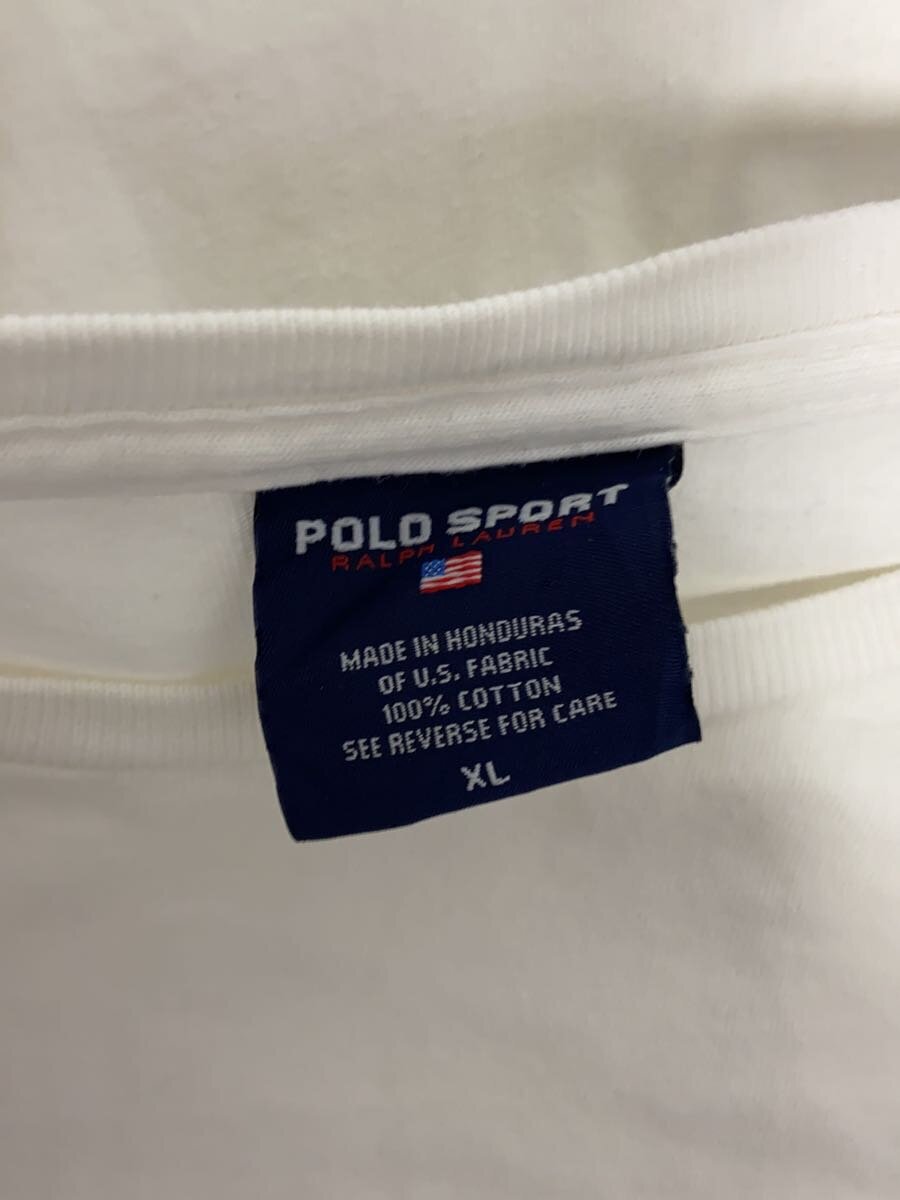 POLO SPORT
RALPH LAUREN
MADE IN HONDURAS
OF U.S. FABRIC
100% COTTON
SEE REVERSE FOR CARE
XL